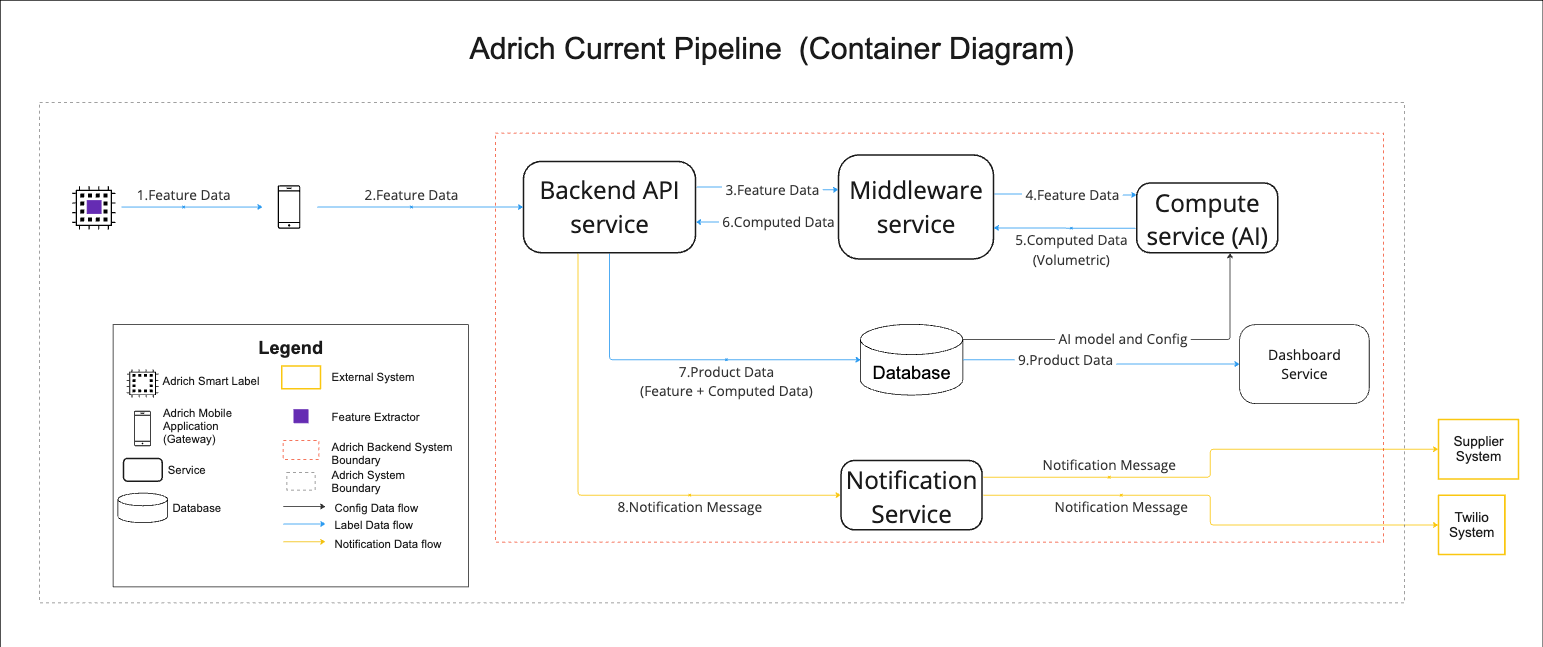 Adrich Current Pipeline (Container Diagram)
1.Feature Data
2.Feature Data
Backend API
service
3.Feature Data
6.Computed Data
Middleware
service
4.Feature Data
5.Computed Data
(Volumetric)
Compute
service (AI)
AI model and Config
9.Product Data
Database
7.Product Data
(Feature + Computed Data)
Dashboard
Service
8.Notification Message
Notification
Service
Notification Message
Notification Message
Supplier
System
Twilio
System
Legend
Adrich Smart Label
Adrich Mobile
Application
(Gateway)
Service
Database
External System
Feature Extractor
Adrich Backend System
Boundary
Adrich System
Boundary
Config Data flow
Label Data flow
Notification Data flow